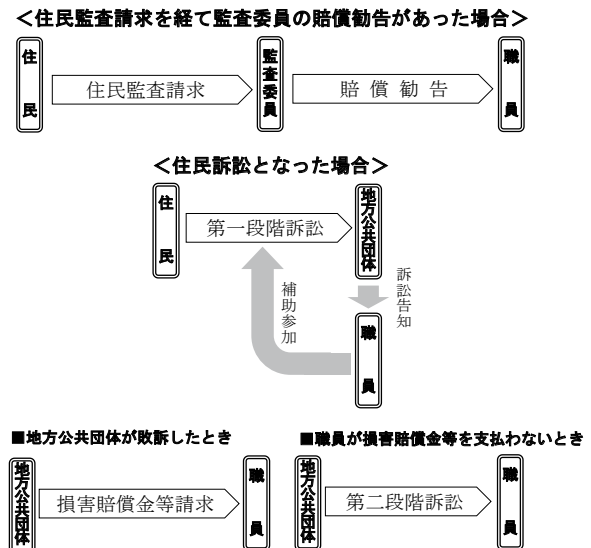 ＜住民監査請求を経て監査委員の賠償勧告があった場合＞
住民
住民監査請求
監査委員
賠償勧告
職員
＜住民訴訟となった場合＞
住民
第一段階訴訟
地方公共団体
訴訟告知
補助参加
職員
■地方公共団体が敗訴したとき
地方公共団体
損害賠償金等請求
職員
■職員が損害賠償金等を支払わないとき
地方公共団体
第二段階訴訟
職員